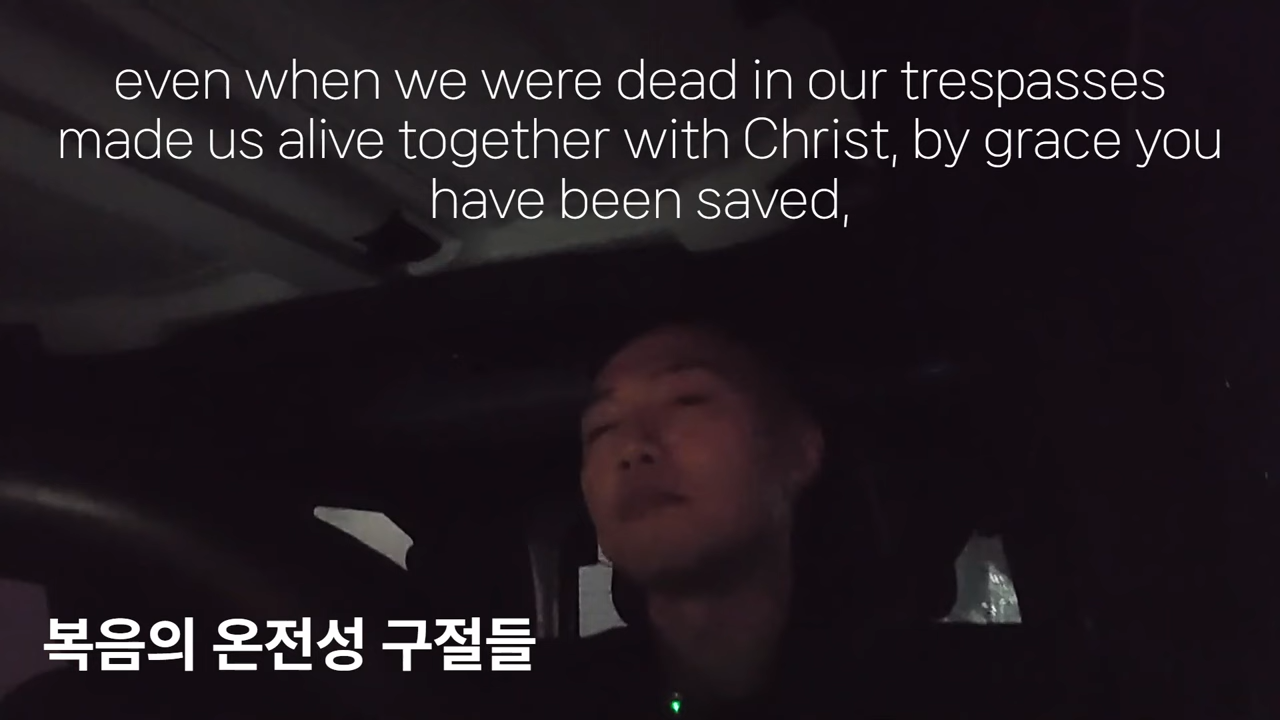 even when we were dead in our trespasses
made us alive together with Christ, by grace you
have been saved,
복음의 온전성 구절들